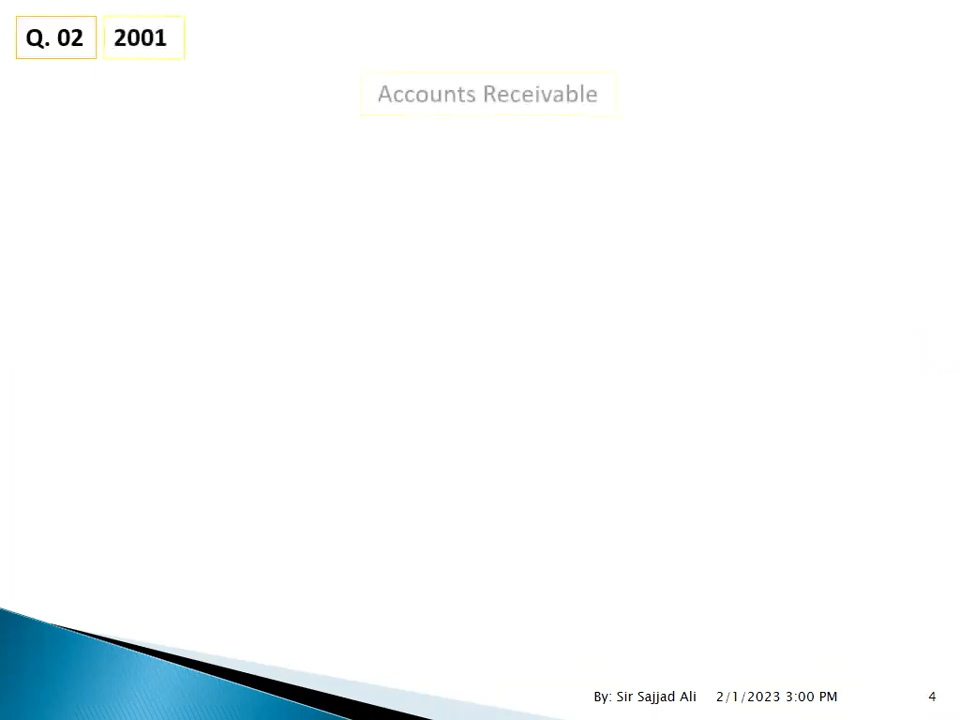 Q. 02 2001
Accounts Receivable
By: Sir Sajjad Ali 2/1/2023 3:00 PM 4